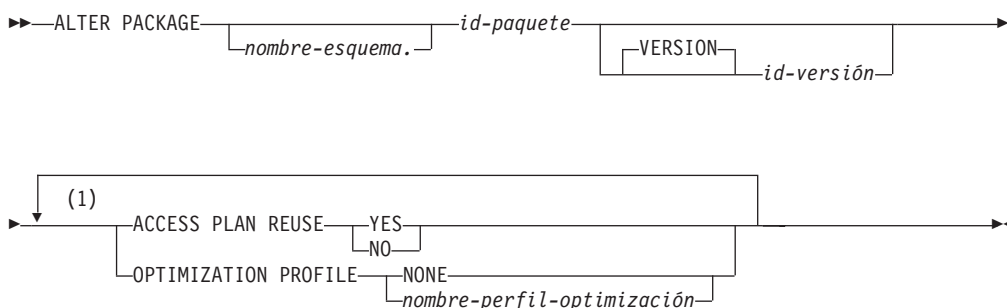 ALTER PACKAGE nombre-esquema. id-paquete VERSION id-versión
(1)
ACCESS PLAN REUSE YES
NO
OPTIMIZATION PROFILE NONE
nombre-perfil-optimización